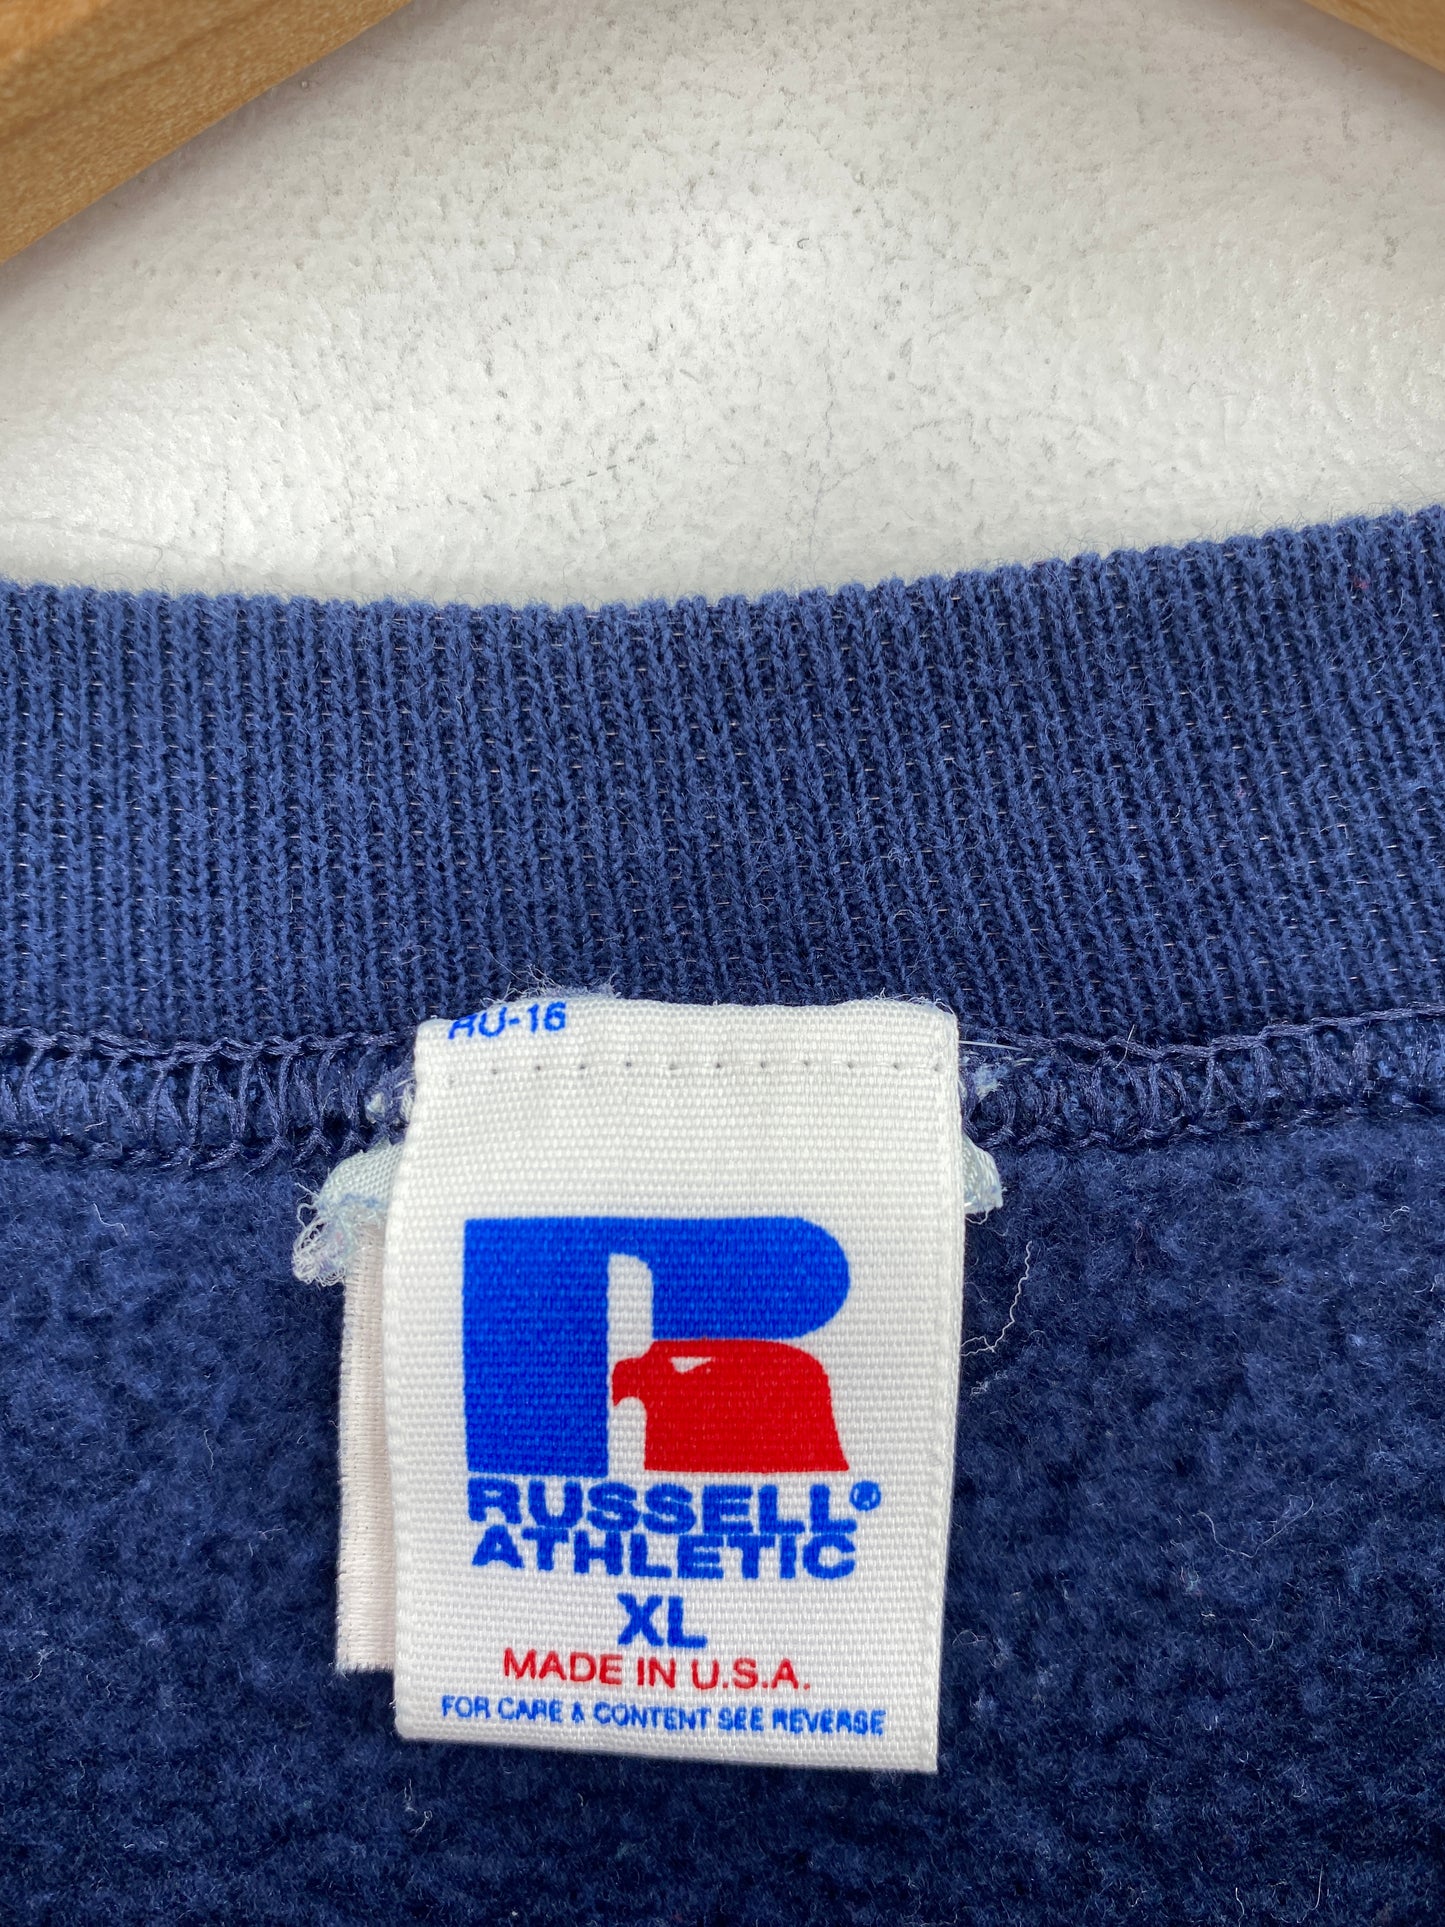 RU-16
RUSSELL®
ATHLETIC
XL
MADE IN U.S.A.
FOR CARE & CONTENT SEE REVERSE